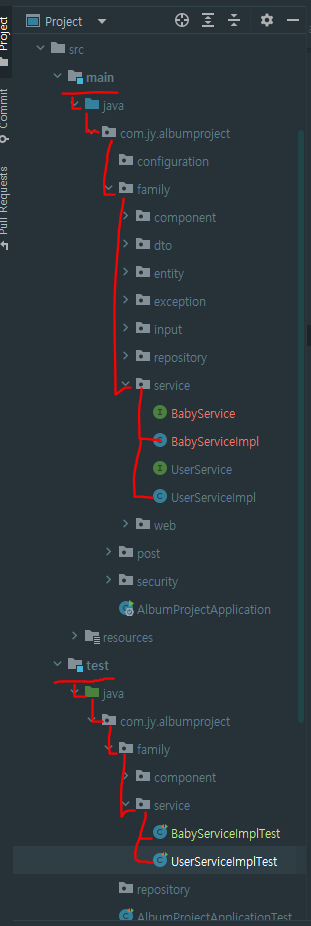 Project
Commit
Pull Requests
Project
src
main
java
com.jy.albumproject
configuration
family
component
dto
entity
exception
input
repository
service
BabyService
BabyServiceImpl
UserService
UserServiceImpl
web
post
security
AlbumProjectApplication
resources
test
java
com.jy.albumproject
family
component
service
BabyServiceImplTest
UserServiceImplTest
repository
AlbumProjectApplicationTest